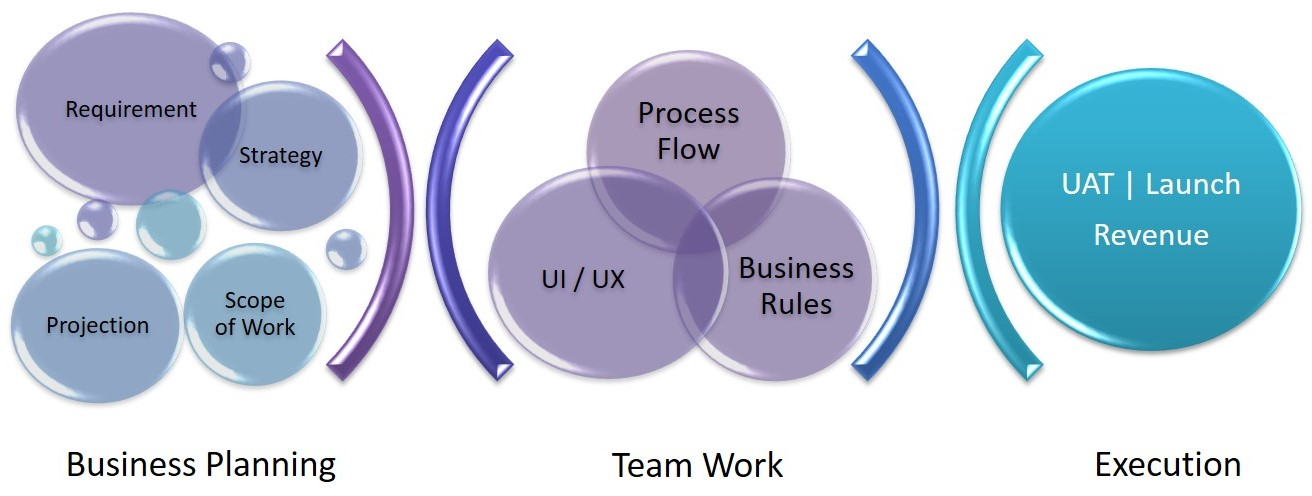 Requirement
Strategy
Projection
Scope
of Work
Business Planning
Process
Flow
UI / UX
Business
Rules
Team Work
UAT | Launch
Revenue
Execution